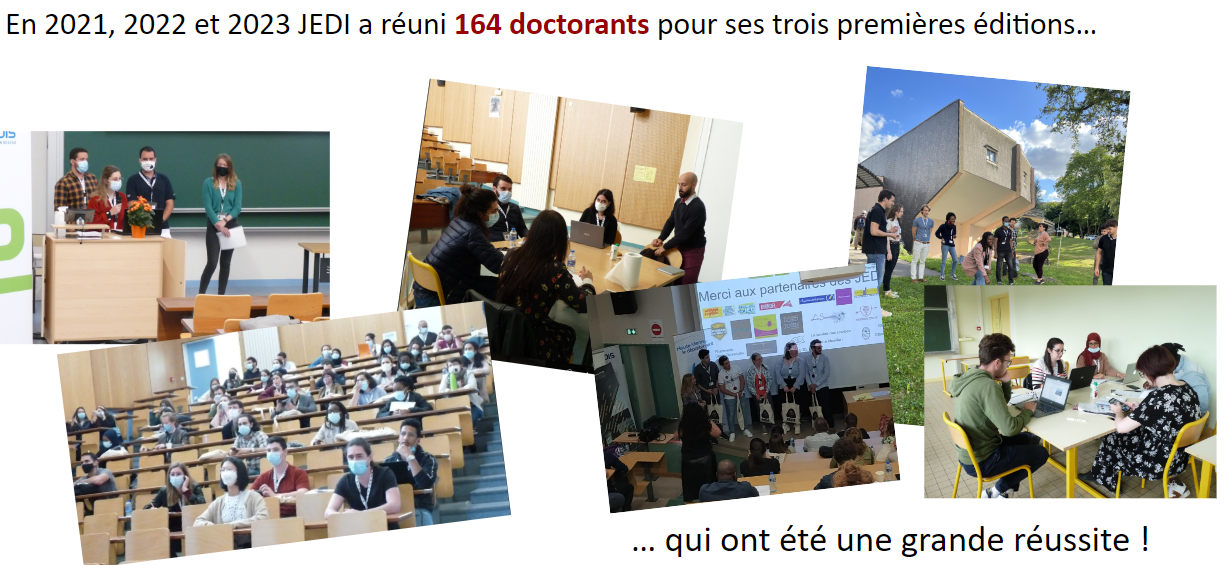 En 2021, 2022 et 2023 JEDI a réuni 164 doctorants pour ses trois premières éditions…
Merci aux partenaires des JED
… qui ont été une grande réussite !